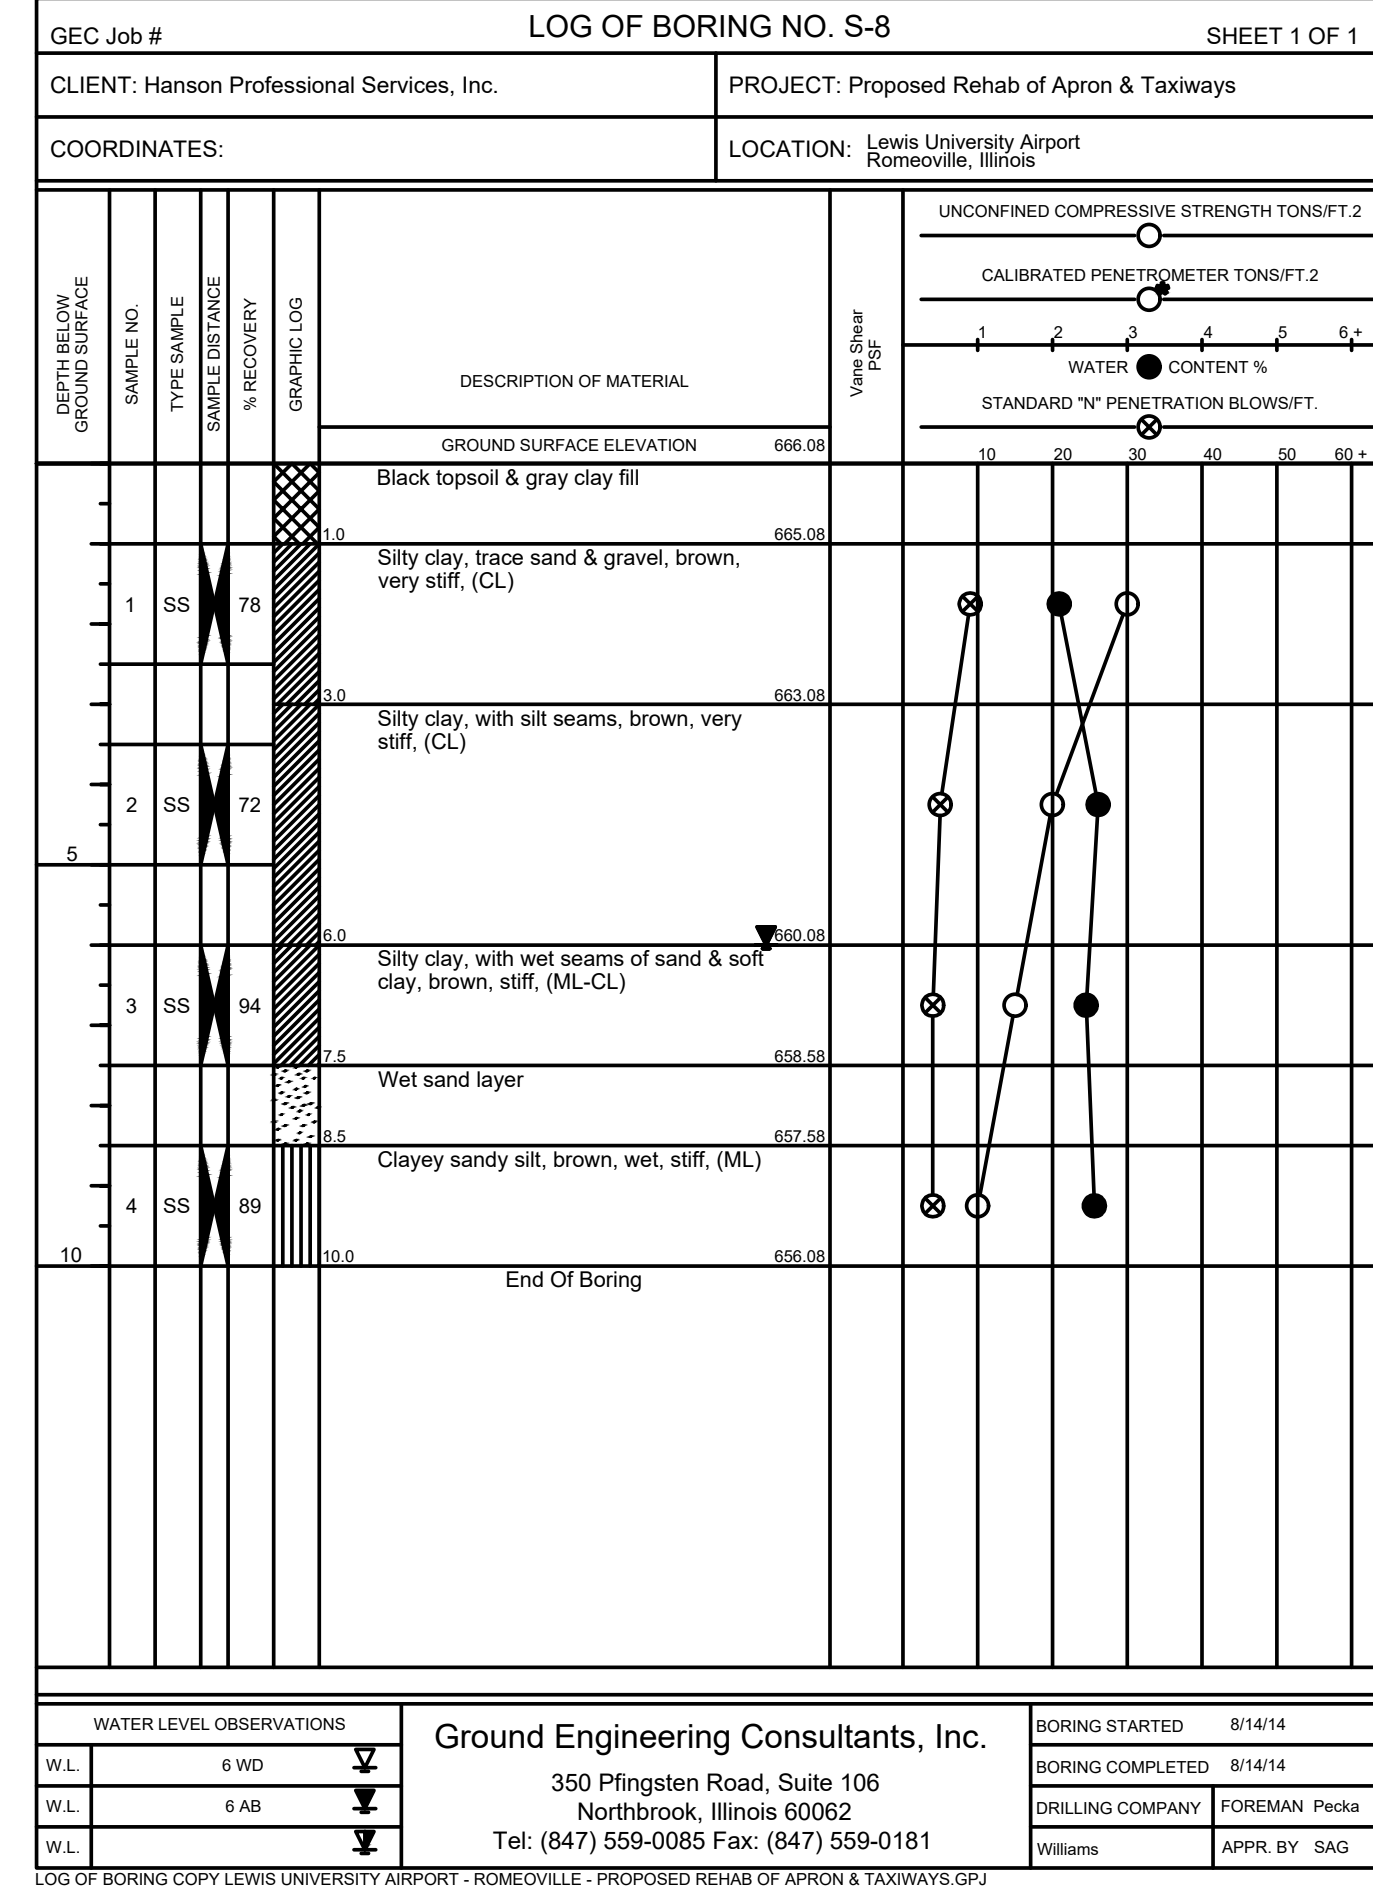 GEC Job #
LOG OF BORING NO. S-8
SHEET 1 OF 1
CLIENT: Hanson Professional Services, Inc.
PROJECT: Proposed Rehab of Apron & Taxiways
COORDINATES:
LOCATION:
Lewis University Airport
Romeoville, Illinois
DEPTH BELOW
GROUND SURFACE
SAMPLE NO.
TYPE SAMPLE
SAMPLE DISTANCE
% RECOVERY
GRAPHIC LOG
DESCRIPTION OF MATERIAL
GROUND SURFACE ELEVATION 666.08
Vane Shear
PSF
UNCONFINED COMPRESSIVE STRENGTH TONS/FT.2
CALIBRATED PENETROMETER TONS/FT.2
1 2 3 4 5 6 +
WATER CONTENT %
STANDARD "N" PENETRATION BLOWS/FT.
10 20 30 40 50 60 +
Black topsoil & gray clay fill
1.0 665.08
Silty clay, trace sand & gravel, brown,
very stiff, (CL)
1 SS 78
3.0 663.08
Silty clay, with silt seams, brown, very
stiff, (CL)
2 SS 72
5
6.0 660.08
Silty clay, with wet seams of sand & soft
clay, brown, stiff, (ML-CL)
3 SS 94
7.5 658.58
Wet sand layer
8.5 657.58
Clayey sandy silt, brown, wet, stiff, (ML)
4 SS 89
10
10.0 656.08
End Of Boring
WATER LEVEL OBSERVATIONS
W.L. 6 WD
W.L. 6 AB
W.L.
Ground Engineering Consultants, Inc.
350 Pfingsten Road, Suite 106
Northbrook, Illinois 60062
Tel: (847) 559-0085 Fax: (847) 559-0181
BORING STARTED 8/14/14
BORING COMPLETED 8/14/14
DRILLING COMPANY FOREMAN Pecka
Williams APPR. BY SAG
LOG OF BORING COPY LEWIS UNIVERSITY AIRPORT - ROMEOVILLE - PROPOSED REHAB OF APRON & TAXIWAYS.GPJ